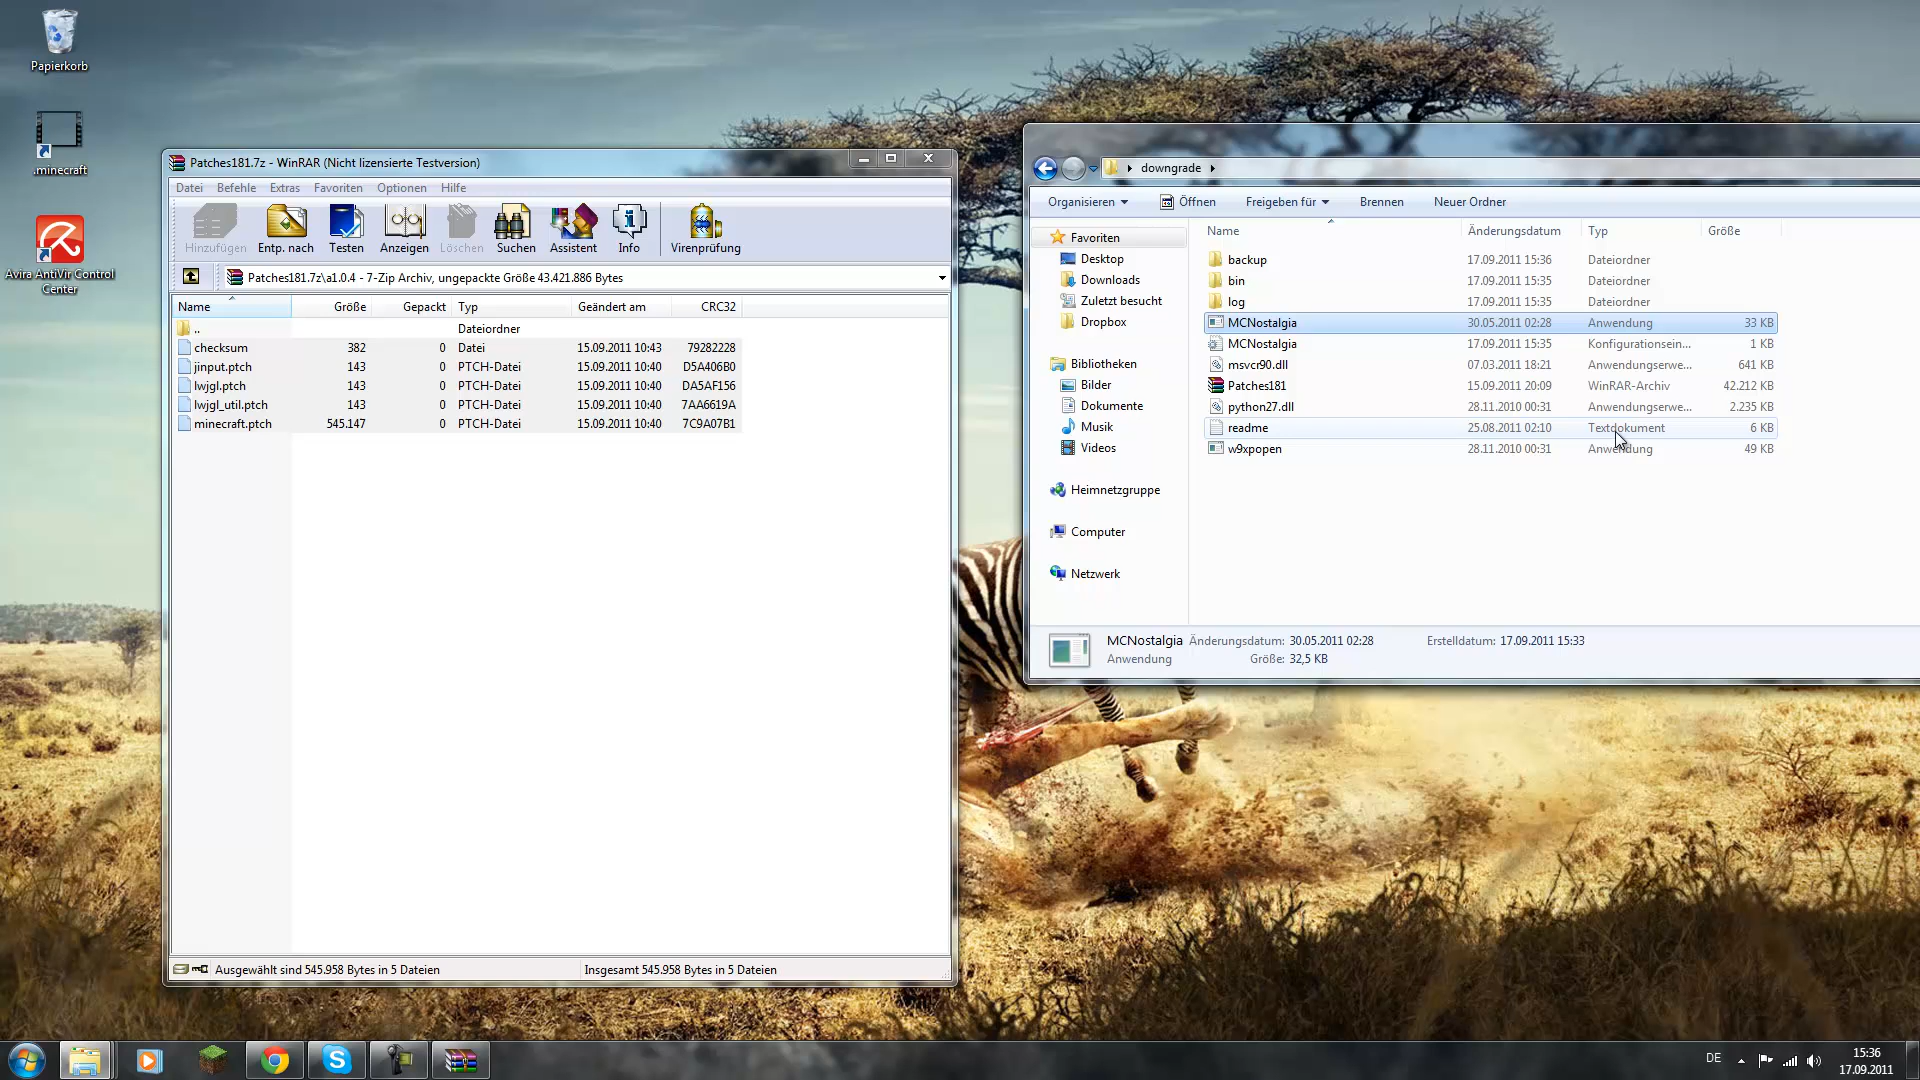 Papierkorb
.minecraft
Avira AntiVir Control
Center
Patches181.7z - WinRAR (Nicht lizensierte Testversion)
Datei Befehle Extras Favoriten Optionen Hilfe
Hinzufügen Entp. nach Testen Anzeigen Löschen Suchen Assistent Info Virenprüfung
Patches181.7z\a1.0.4 - 7-Zip Archiv, ungepackte Größe 43.421.886 Bytes
Name Größe Gepackt Typ Geändert am CRC32
.. Dateiordner
checksum 382 0 Datei 15.09.2011 10:43 79282228
jinput.ptch 143 0 PTCH-Datei 15.09.2011 10:40 D5A406B0
lwjgl.ptch 143 0 PTCH-Datei 15.09.2011 10:40 DA5AF156
lwjgl_util.ptch 143 0 PTCH-Datei 15.09.2011 10:40 7AA6619A
minecraft.ptch 545.147 0 PTCH-Datei 15.09.2011 10:40 7C9A07B1
Ausgewählt sind 545.958 Bytes in 5 Dateien Insgesamt 545.958 Bytes in 5 Dateien
downgrade
Organisieren Öffnen Freigeben für Brennen Neuer Ordner
Favoriten
Desktop
Downloads
Zuletzt besucht
Dropbox
Bibliotheken
Bilder
Dokumente
Musik
Videos
Heimnetzgruppe
Computer
Netzwerk
Name Änderungsdatum Typ Größe
backup 17.09.2011 15:36 Dateiordner
bin 17.09.2011 15:35 Dateiordner
log 17.09.2011 15:35 Dateiordner
MCNostalgia 30.05.2011 02:28 Anwendung 33 KB
MCNostalgia 17.09.2011 15:35 Konfigurationsein... 1 KB
msvcr90.dll 07.03.2011 18:21 Anwendungserwe... 641 KB
Patches181 15.09.2011 20:09 WinRAR-Archiv 42.212 KB
python27.dll 28.11.2010 00:31 Anwendungserwe... 2.235 KB
readme 25.08.2011 02:10 Textdokument 6 KB
w9xpopen 28.11.2010 00:31 Anwendung 49 KB
MCNostalgia Änderungsdatum: 30.05.2011 02:28 Erstelldatum: 17.09.2011 15:33
Anwendung Größe: 32,5 KB
DE 15:36
17.09.2011